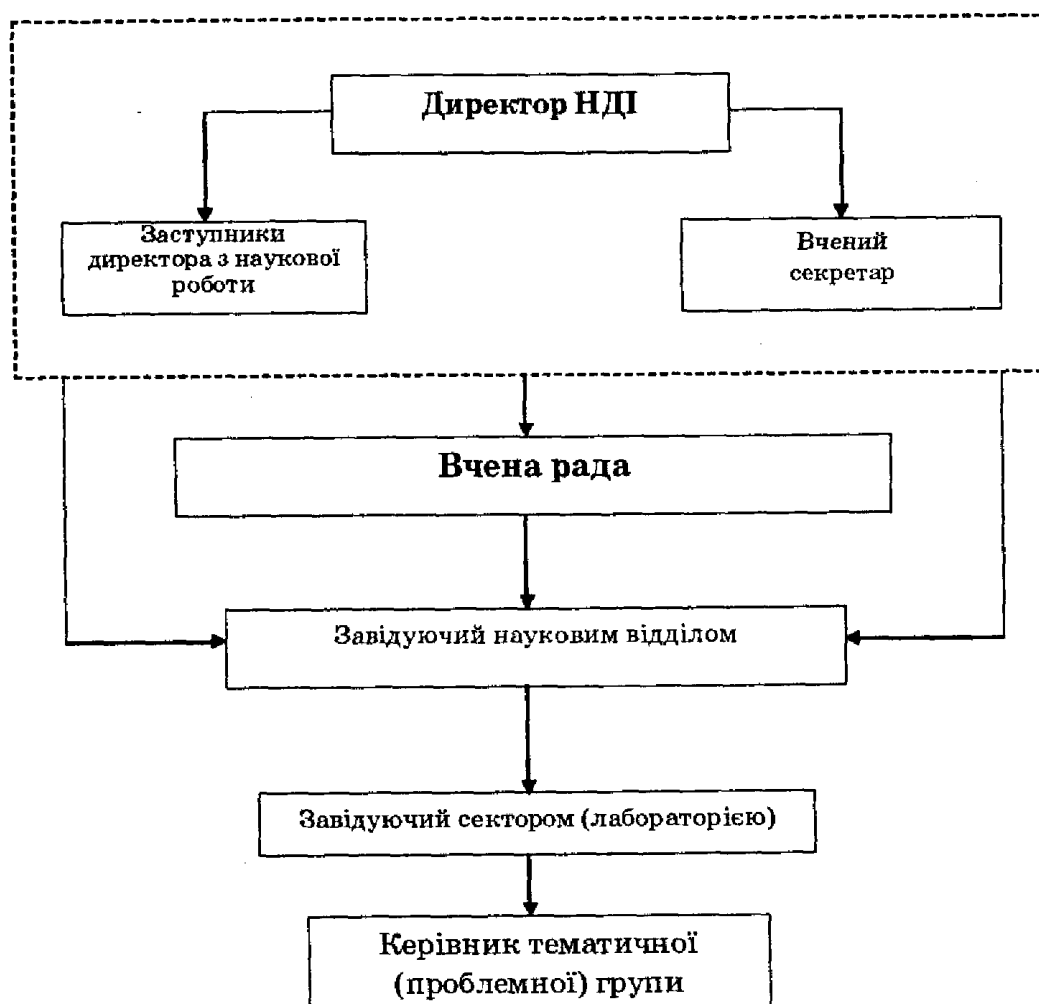 Директор НДІ
Заступники
директора з наукової
роботи
Вчений
секретар
Вчена рада
Завідуючий науковим відділом
Завідуючий сектором (лабораторією)
Керівник тематичної
(проблемної) групи